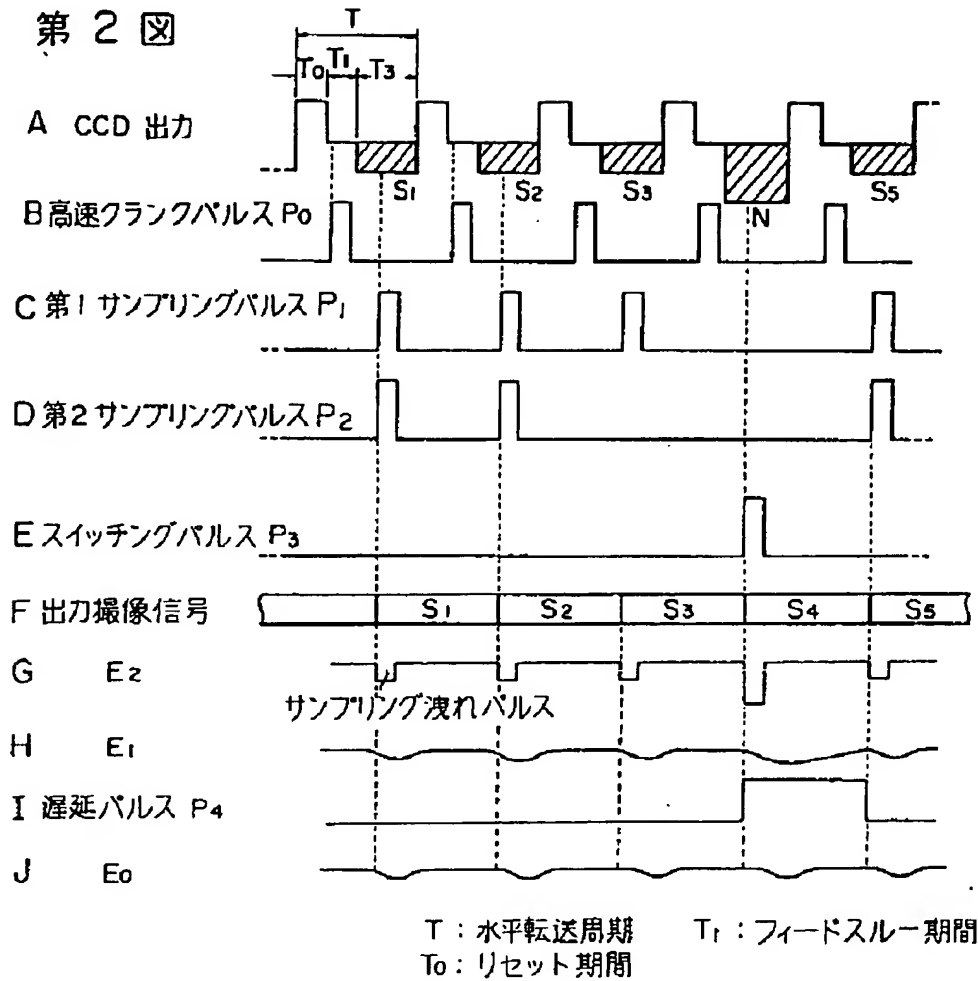 第2図
T
T0 T1 T3
A CCD 出力
S1 S2 S3 N S5
B 高速クランクパルス P0
C 第1サンプリングパルス P1
D 第2サンプリングパルス P2
E スイッチングパルス P3
F 出力撮像信号 S1 S2 S3 S4 S5
G E2
サンプリング洩れパルス
H E1
I 遅延パルス P4
J E0
T:水平転送周期 T1:フィードスルー期間
T0:リセット期間